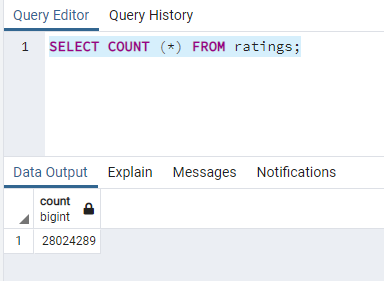 Query Editor Query History
1 SELECT COUNT (*) FROM ratings;
Data Output Explain Messages Notifications
count
bigint
1 28024289